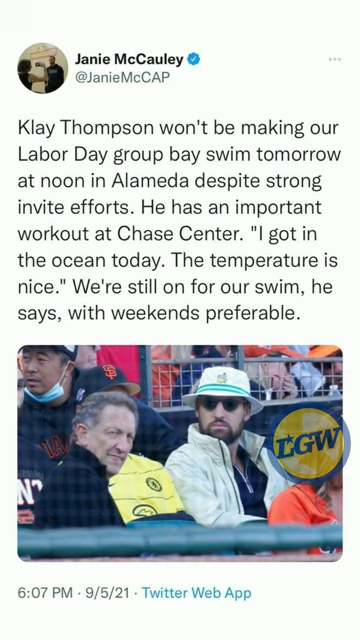 Janie McCauley
@JanieMcCAP
Klay Thompson won't be making our
Labor Day group bay swim tomorrow
at noon in Alameda despite strong
invite efforts. He has an important
workout at Chase Center. "I got in
the ocean today. The temperature is
nice." We're still on for our swim, he
says, with weekends preferable.
LGW
6:07 PM · 9/5/21 · Twitter Web App